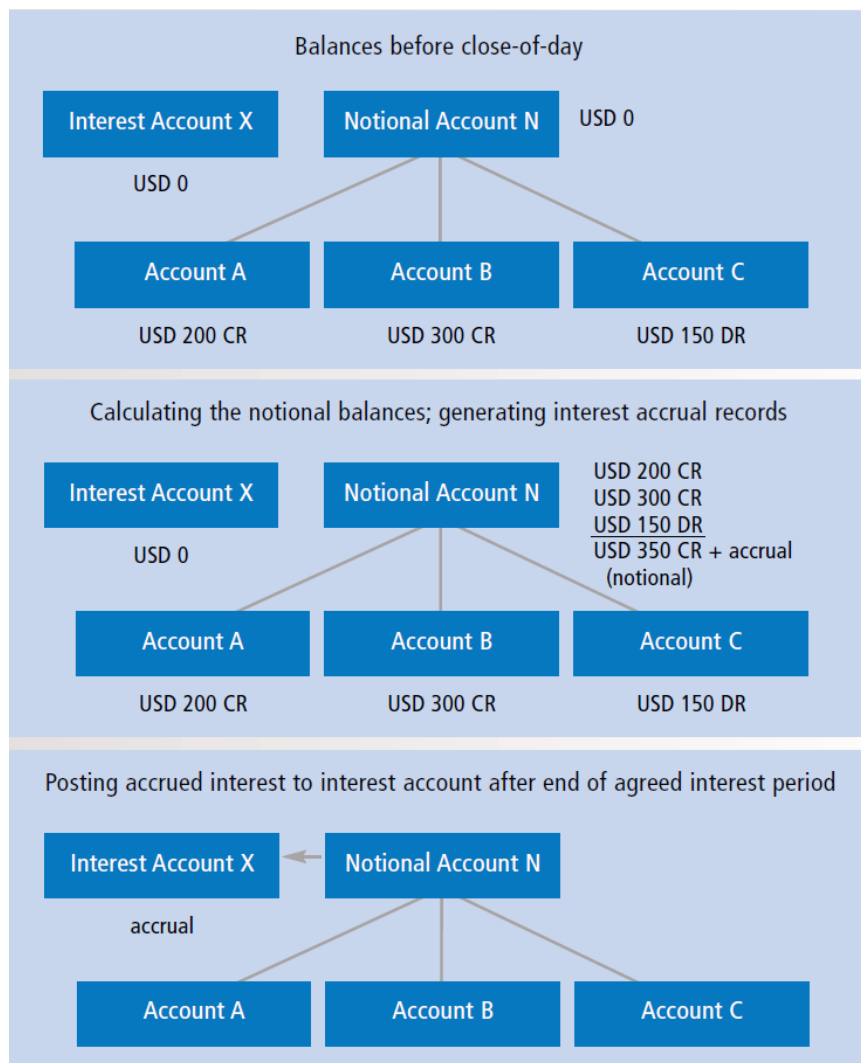 Balances before close-of-day
Interest Account X
Notional Account N
USD 0
USD 0
Account A
Account B
Account C
USD 200 CR
USD 300 CR
USD 150 DR
Calculating the notional balances; generating interest accrual records
Interest Account X
Notional Account N
USD 200 CR
USD 300 CR
USD 150 DR
USD 350 CR + accrual
(notional)
USD 0
Account A
Account B
Account C
USD 200 CR
USD 300 CR
USD 150 DR
Posting accrued interest to interest account after end of agreed interest period
Interest Account X
Notional Account N
accrual
Account A
Account B
Account C